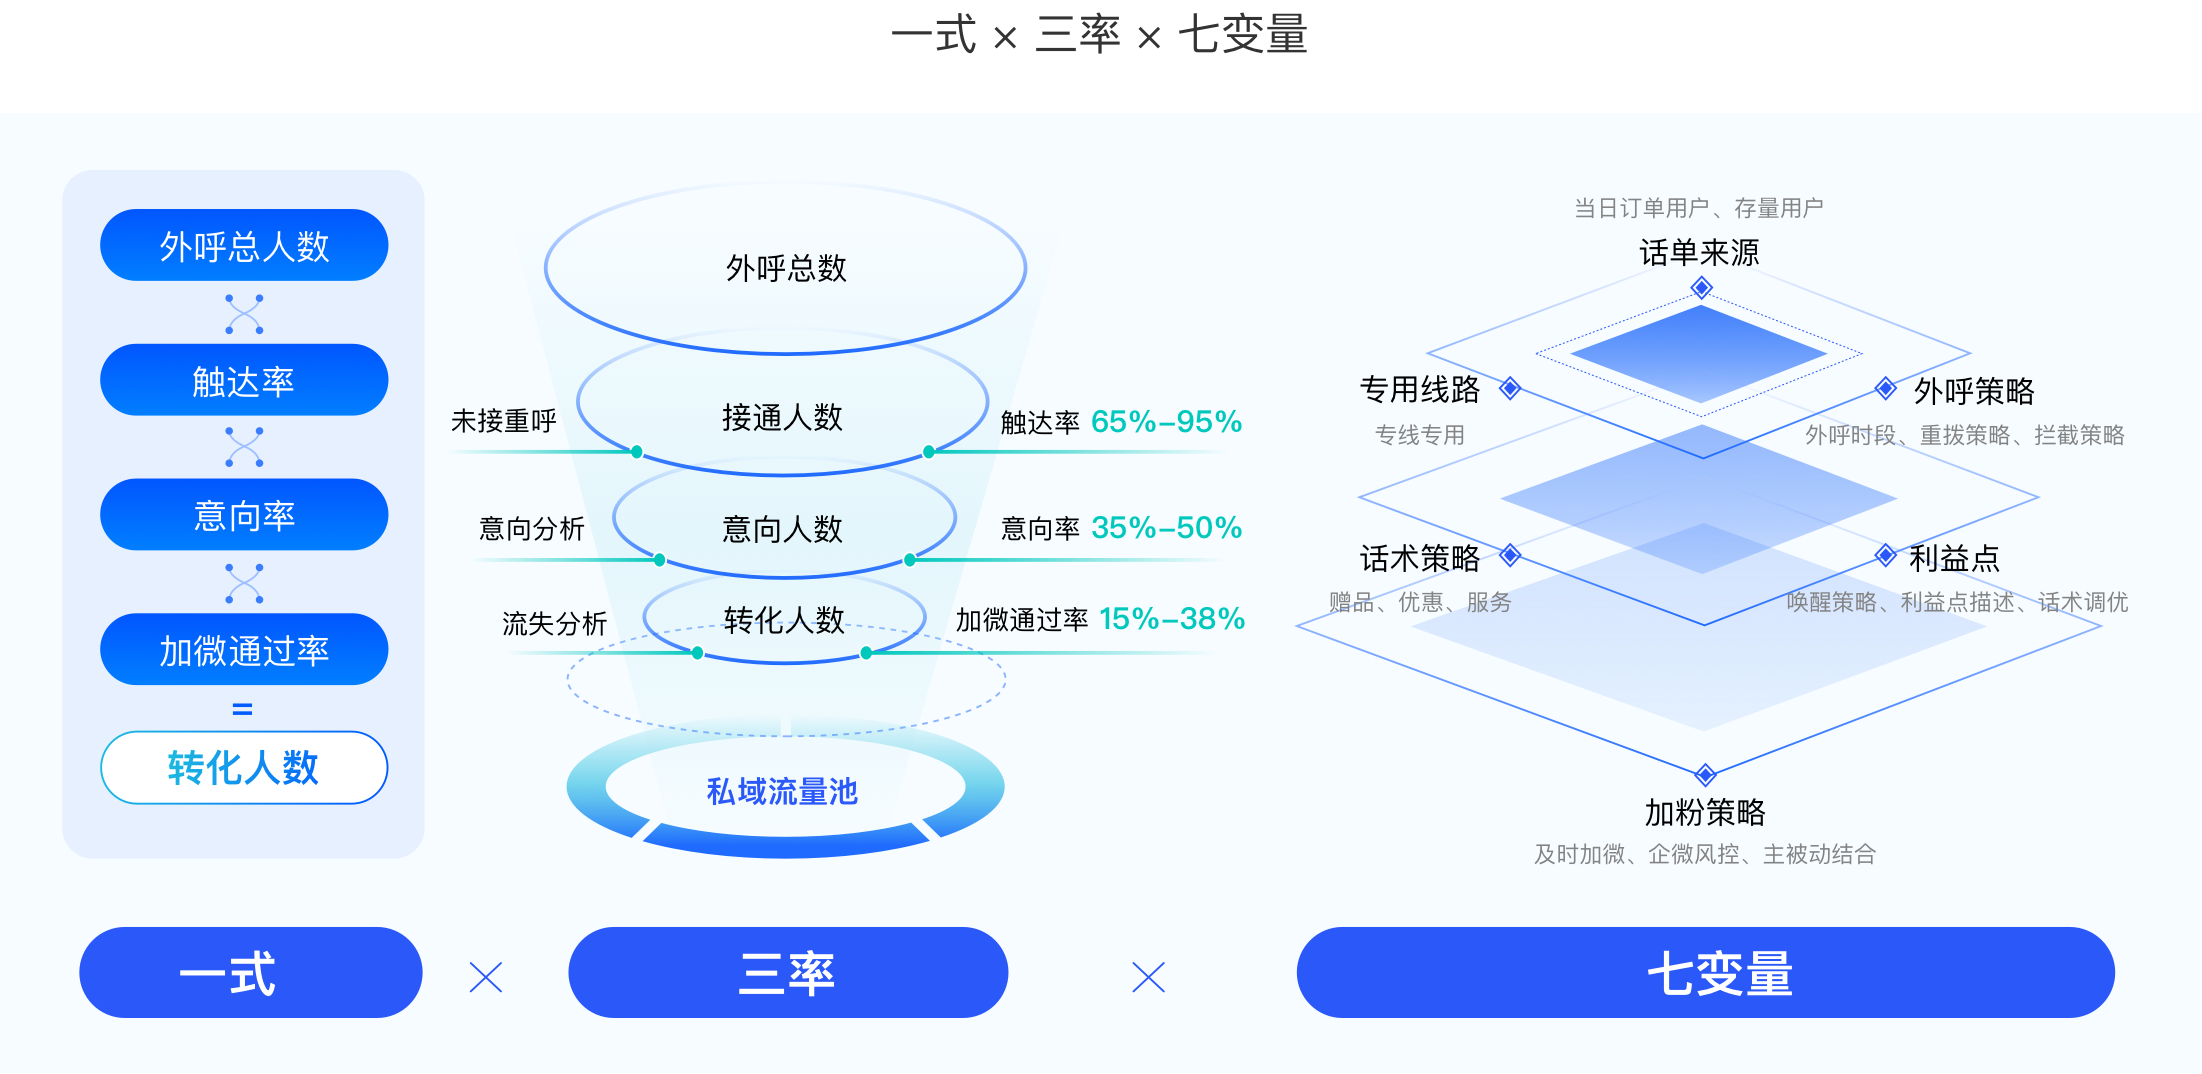 一式 × 三率 × 七变量
外呼总人数
触达率
意向率
加微通过率
=
转化人数
外呼总数
接通人数
意向人数
转化人数
私域流量池
未接重呼
意向分析
流失分析
触达率 65%–95%
意向率 35%–50%
加微通过率 15%–38%
当日订单用户、存量用户
话单来源
专用线路
专线专用
外呼策略
外呼时段、重拨策略、拦截策略
话术策略
赠品、优惠、服务
利益点
唤醒策略、利益点描述、话术调优
加粉策略
及时加微、企微风控、主被动结合
一式
×
三率
×
七变量